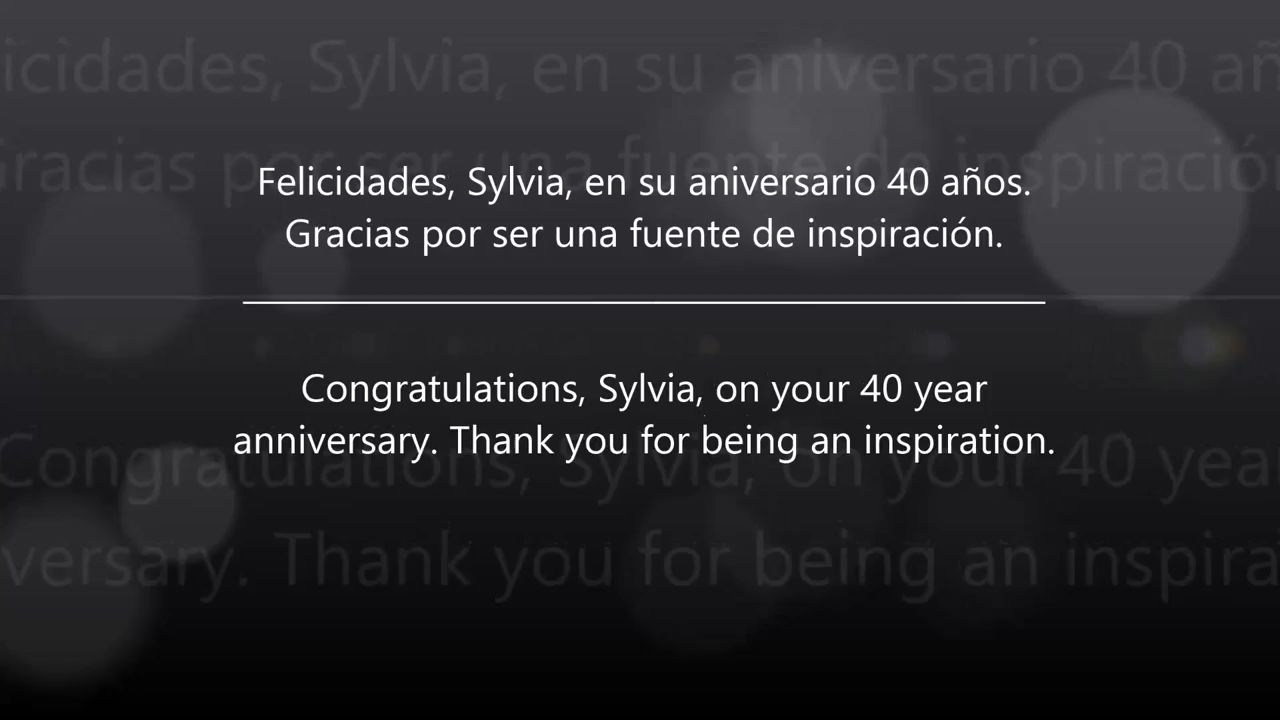 Felicidades, Sylvia, en su aniversario 40 años.
Gracias por ser una fuente de inspiración.
Congratulations, Sylvia, on your 40 year
anniversary. Thank you for being an inspiration.